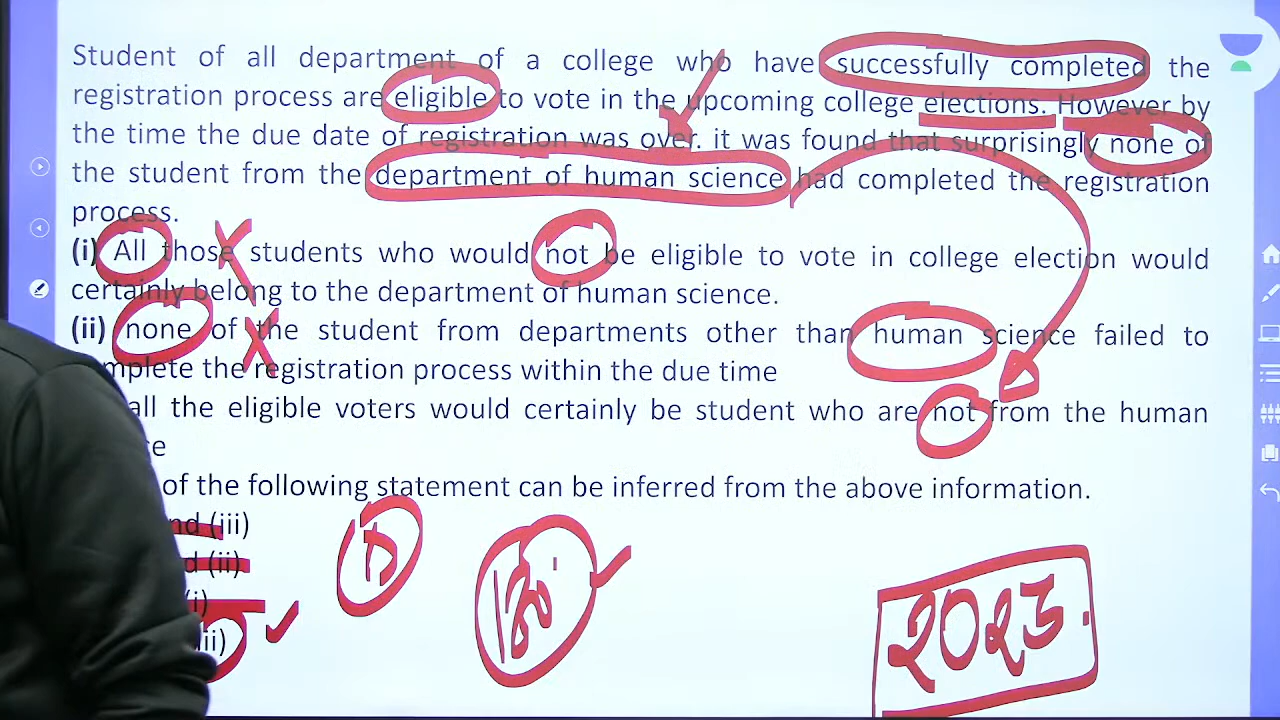 Student of all department of a college who have successfully completed the
registration process are eligible to vote in the upcoming college elections. However by
the time the due date of registration was over. it was found that surprisingly none of
the student from the department of human science had completed the registration
process.
(i) All those students who would not be eligible to vote in college election would
certainly belong to the department of human science.
(ii) none of the student from departments other than human science failed to
the registration process within the due time
all the eligible voters would certainly be student who are not from the human
of the following statement can be inferred from the above information.
(iii)
(ii)
(i)
D